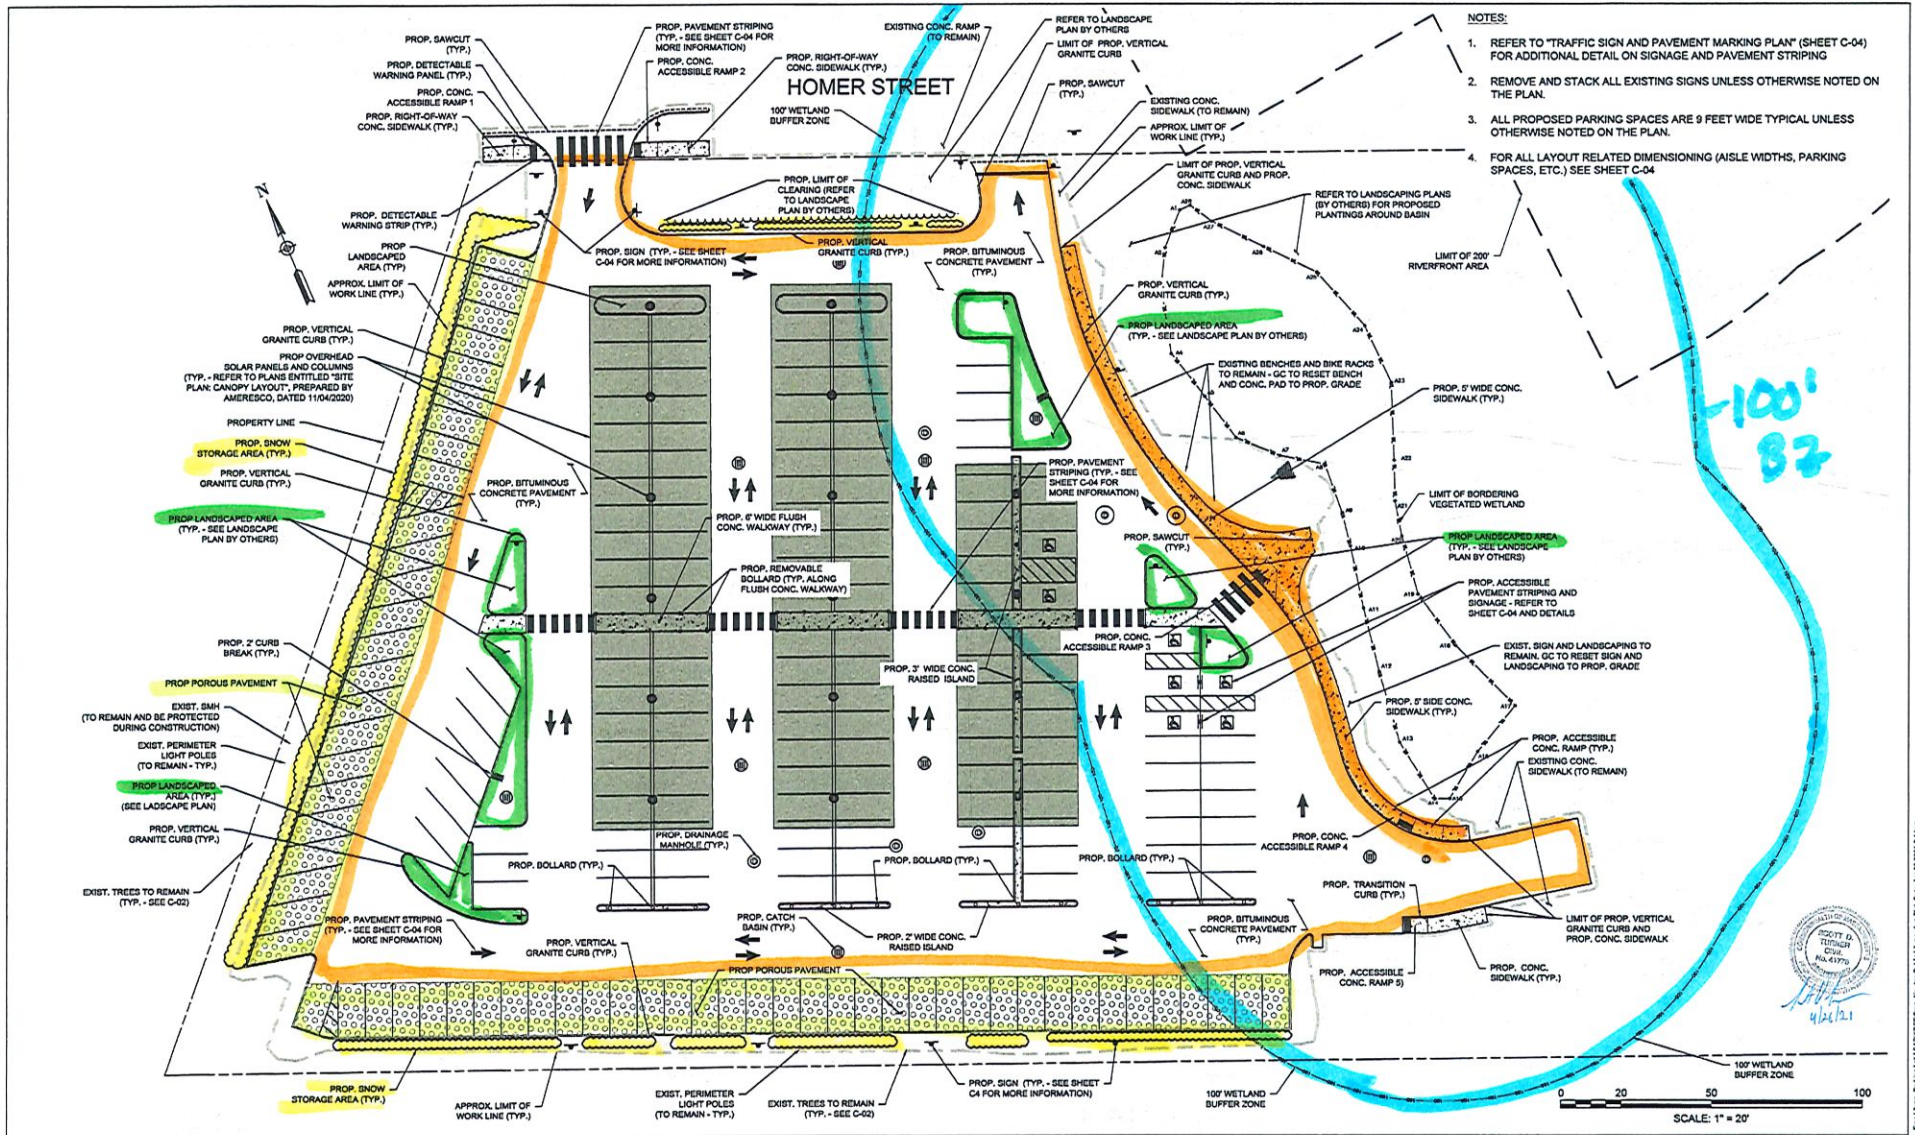 PROP. SAWCUT
(TYP.)
PROP. DETECTABLE
WARNING PANEL (TYP.)
PROP. CONC.
ACCESSIBLE RAMP 1
PROP. RIGHT-OF-WAY
CONC. SIDEWALK (TYP.)
PROP. PAVEMENT STRIPING
(TYP. - SEE SHEET C-04 FOR
MORE INFORMATION)
PROP. CONC.
ACCESSIBLE RAMP 2
PROP. RIGHT-OF-WAY
CONC. SIDEWALK (TYP.)
HOMER STREET
100' WETLAND
BUFFER ZONE
EXISTING CONC. RAMP
(TO REMAIN)
REFER TO LANDSCAPE
PLAN BY OTHERS
LIMIT OF PROP. VERTICAL
GRANITE CURB
PROP. SAWCUT
(TYP.)
EXISTING CONC.
SIDEWALK (TO REMAIN)
APPROX. LIMIT OF
WORK LINE (TYP.)
LIMIT OF PROP. VERTICAL
GRANITE CURB AND PROP.
CONC. SIDEWALK
REFER TO LANDSCAPING PLANS
(BY OTHERS) FOR PROPOSED
PLANTINGS AROUND BASIN
LIMIT OF 200'
RIVERFRONT AREA
NOTES:
1. REFER TO "TRAFFIC SIGN AND PAVEMENT MARKING PLAN" (SHEET C-04)
FOR ADDITIONAL DETAIL ON SIGNAGE AND PAVEMENT STRIPING
2. REMOVE AND STACK ALL EXISTING SIGNS UNLESS OTHERWISE NOTED ON
THE PLAN.
3. ALL PROPOSED PARKING SPACES ARE 9 FEET WIDE TYPICAL UNLESS
OTHERWISE NOTED ON THE PLAN.
4. FOR ALL LAYOUT RELATED DIMENSIONING (AISLE WIDTHS, PARKING
SPACES, ETC.) SEE SHEET C-04
N
PROP. DETECTABLE
WARNING STRIP (TYP.)
PROP
LANDSCAPED
AREA (TYP)
APPROX. LIMIT OF
WORK LINE (TYP.)
PROP. VERTICAL
GRANITE CURB (TYP.)
PROP OVERHEAD
SOLAR PANELS AND COLUMNS
(TYP. - REFER TO PLANS ENTITLED "SITE
PLAN: CANOPY LAYOUT", PREPARED BY
AMERESCO, DATED 11/04/2020)
PROPERTY LINE
PROP. SNOW
STORAGE AREA (TYP.)
PROP. VERTICAL
GRANITE CURB (TYP.)
PROP LANDSCAPED AREA
(TYP. - SEE LANDSCAPE
PLAN BY OTHERS)
PROP. 2' CURB
BREAK (TYP.)
PROP POROUS PAVEMENT
EXIST. SMH
(TO REMAIN AND BE PROTECTED
DURING CONSTRUCTION)
EXIST. PERIMETER
LIGHT POLES
(TO REMAIN - TYP.)
PROP LANDSCAPED
AREA (TYP.)
(SEE LADSCAPE PLAN)
PROP. VERTICAL
GRANITE CURB (TYP.)
EXIST. TREES TO REMAIN
(TYP. - SEE C-02)
PROP. LIMIT OF
CLEARING (REFER
TO LANDSCAPE
PLAN BY OTHERS)
PROP. SIGN (TYP. - SEE SHEET
C-04 FOR MORE INFORMATION)
PROP. VERTICAL
GRANITE CURB (TYP.)
PROP. BITUMINOUS
CONCRETE PAVEMENT
(TYP.)
PROP. VERTICAL
GRANITE CURB (TYP.)
PROP LANDSCAPED AREA
(TYP. - SEE LANDSCAPE PLAN BY OTHERS)
EXISTING BENCHES AND BIKE RACKS
TO REMAIN - GC TO RESET BENCH
AND CONC. PAD TO PROP. GRADE
PROP. 5' WIDE CONC.
SIDEWALK (TYP.)
100'
BZ
PROP. BITUMINOUS
CONCRETE PAVEMENT
(TYP.)
PROP. 6' WIDE FLUSH
CONC. WALKWAY (TYP.)
PROP. REMOVABLE
BOLLARD (TYP. ALONG
FLUSH CONC. WALKWAY)
PROP. PAVEMENT
STRIPING (TYP. - SEE
SHEET C-04 FOR
MORE INFORMATION)
PROP. SAWCUT
(TYP.)
LIMIT OF BORDERING
VEGETATED WETLAND
PROP LANDSCAPED AREA
(TYP. - SEE LANDSCAPE
PLAN BY OTHERS)
PROP. ACCESSIBLE
PAVEMENT STRIPING AND
SIGNAGE - REFER TO
SHEET C-04 AND DETAILS
PROP. CONC.
ACCESSIBLE RAMP 3
PROP. 3' WIDE CONC.
RAISED ISLAND
EXIST. SIGN AND LANDSCAPING TO
REMAIN. GC TO RESET SIGN AND
LANDSCAPING TO PROP. GRADE
PROP. 5' SIDE CONC.
SIDEWALK (TYP.)
PROP. ACCESSIBLE
CONC. RAMP (TYP.)
EXISTING CONC.
SIDEWALK (TO REMAIN)
PROP. DRAINAGE
MANHOLE (TYP.)
PROP. BOLLARD (TYP.)
PROP. BOLLARD (TYP.)
PROP. BOLLARD (TYP.)
PROP. CONC.
ACCESSIBLE RAMP 4
PROP. TRANSITION
CURB (TYP.)
PROP. PAVEMENT STRIPING
(TYP. - SEE SHEET C-04 FOR
MORE INFORMATION)
PROP. VERTICAL
GRANITE CURB (TYP.)
PROP. CATCH
BASIN (TYP.)
PROP. 2' WIDE CONC.
RAISED ISLAND
PROP. BITUMINOUS
CONCRETE PAVEMENT
(TYP.)
LIMIT OF PROP. VERTICAL
GRANITE CURB AND
PROP. CONC. SIDEWALK
PROP. ACCESSIBLE
CONC. RAMP 5)
PROP. CONC.
SIDEWALK (TYP.)
PROP POROUS PAVEMENT
SCOTT D.
TURNER
CIVIL
4/26/21
PROP. SNOW
STORAGE AREA (TYP.)
APPROX. LIMIT OF
WORK LINE (TYP.)
EXIST. PERIMETER
LIGHT POLES
(TO REMAIN - TYP.)
EXIST. TREES TO REMAIN
(TYP. - SEE C-02)
PROP. SIGN (TYP. - SEE SHEET
C4 FOR MORE INFORMATION)
100' WETLAND
BUFFER ZONE
100' WETLAND
BUFFER ZONE
0 20 50 100
SCALE: 1" = 20'